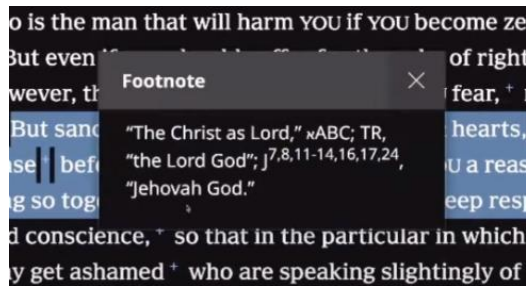 o is the man that will harm YOU if YOU become ze
But even of right
wever, th fear, +
But sanc hearts,
Footnote
"The Christ as Lord," אABC; TR,
"the Lord God"; J7,8,11-14,16,17,24,
"Jehovah God."
se + bef U a reas
g so tog eep resp
d conscience, + so that in the particular in which
y get ashamed + who are speaking slightingly of